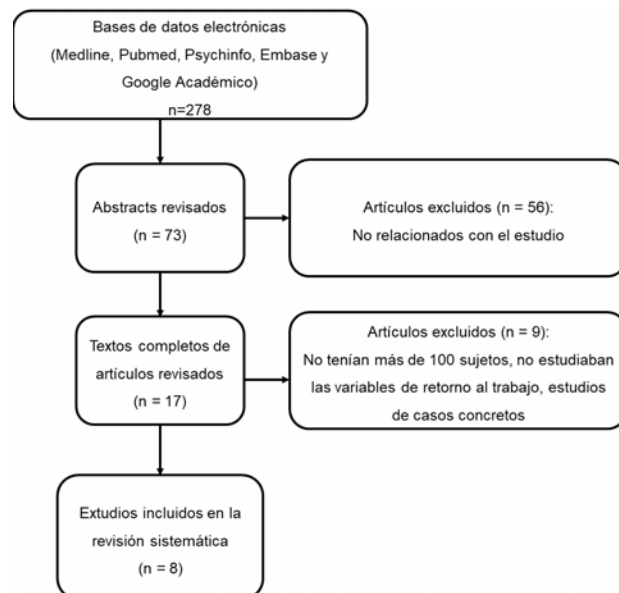 Bases de datos electrónicas
(Medline, Pubmed, Psychinfo, Embase y
Google Académico)
n=278
Abstracts revisados
(n = 73)
Artículos excluidos (n = 56):
No relacionados con el estudio
Textos completos de
artículos revisados
(n = 17)
Artículos excluidos (n = 9):
No tenían más de 100 sujetos, no estudiaban
las variables de retorno al trabajo, estudios
de casos concretos
Extudios incluidos en la
revisión sistemática
(n = 8)